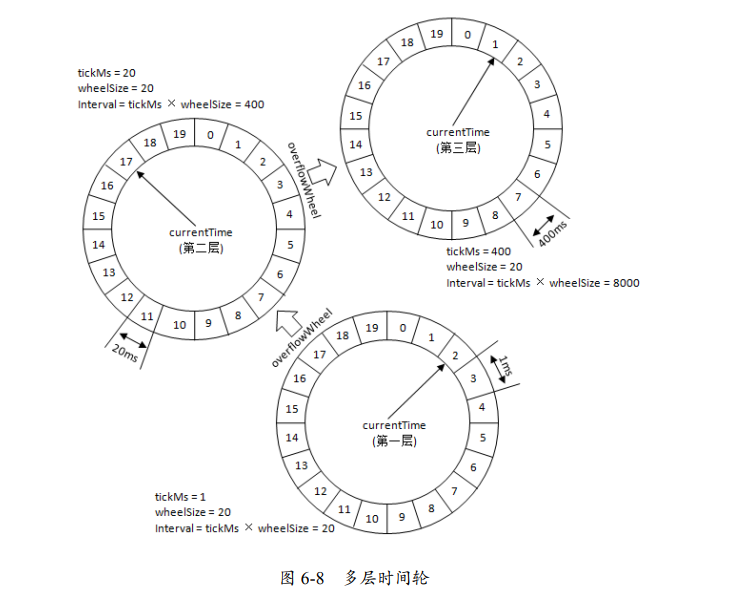 19 0 1 2 3 4 5 6 7 8 9 10 11 12 13 14 15 16 17 18
currentTime
(第三层)
400ms
tickMs = 400
wheelSize = 20
Interval = tickMs × wheelSize = 8000
tickMs = 20
wheelSize = 20
Interval = tickMs × wheelSize = 400
19 0 1 2 3 4 5 6 7 8 9 10 11 12 13 14 15 16 17 18
currentTime
(第二层)
20ms
overflowWheel
overflowWheel
19 0 1 2 3 4 5 6 7 8 9 10 11 12 13 14 15 16 17 18
currentTime
(第一层)
1ms
tickMs = 1
wheelSize = 20
Interval = tickMs × wheelSize = 20
图 6-8 多层时间轮